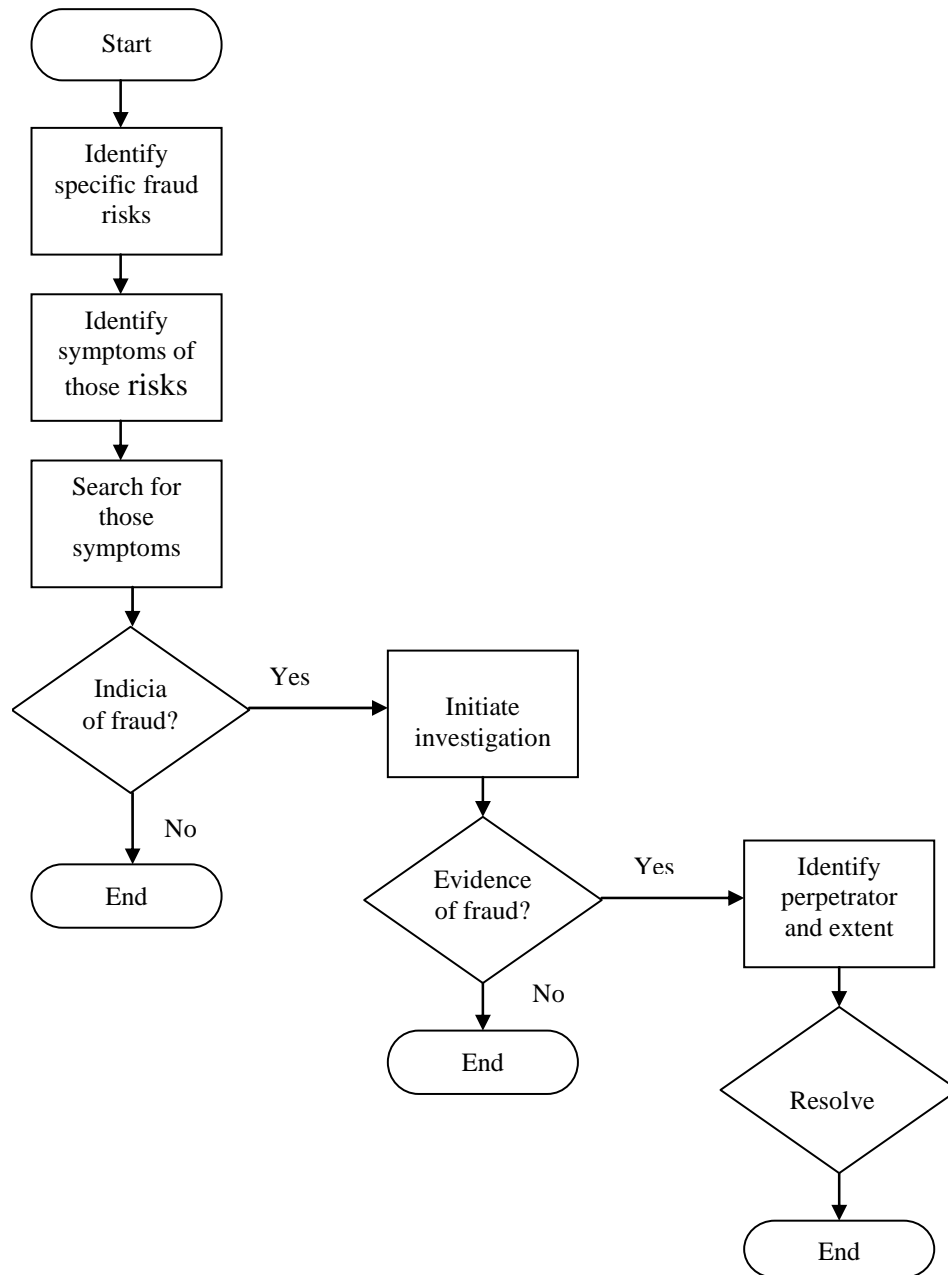 Start
Identify
specific fraud
risks
Identify
symptoms of
those risks
Search for
those
symptoms
Indicia
of fraud?
Yes
No
End
Initiate
investigation
Evidence
of fraud?
Yes
No
End
Identify
perpetrator
and extent
Resolve
End